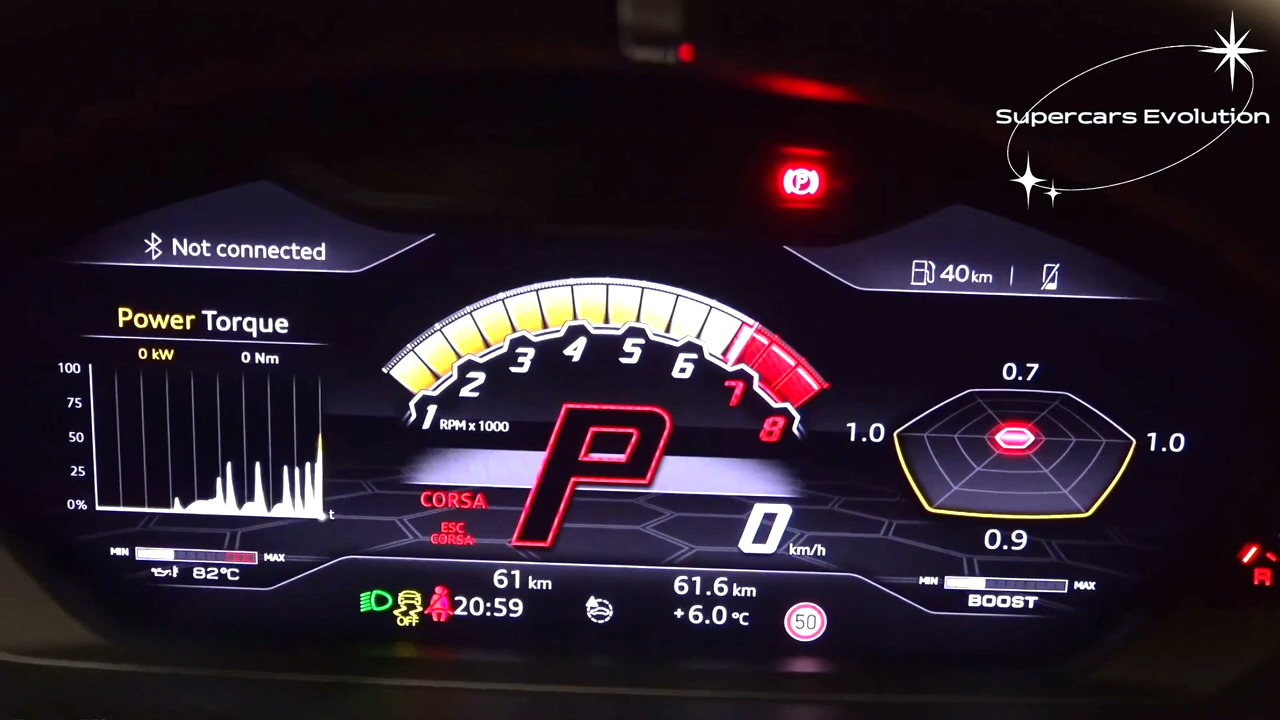 Supercars Evolution
P
Not connected
40 km
Power Torque
0 kW 0 Nm
100
75
50
25
0%
t
1 2 3 4 5 6 7 8
RPM x 1000
P
CORSA
ESC
CORSA
0 km/h
0.7
1.0 1.0
0.9
MIN MAX
82°C
MIN MAX
BOOST
61 km
61.6 km
OFF
20:59
+6.0 °C
50
R